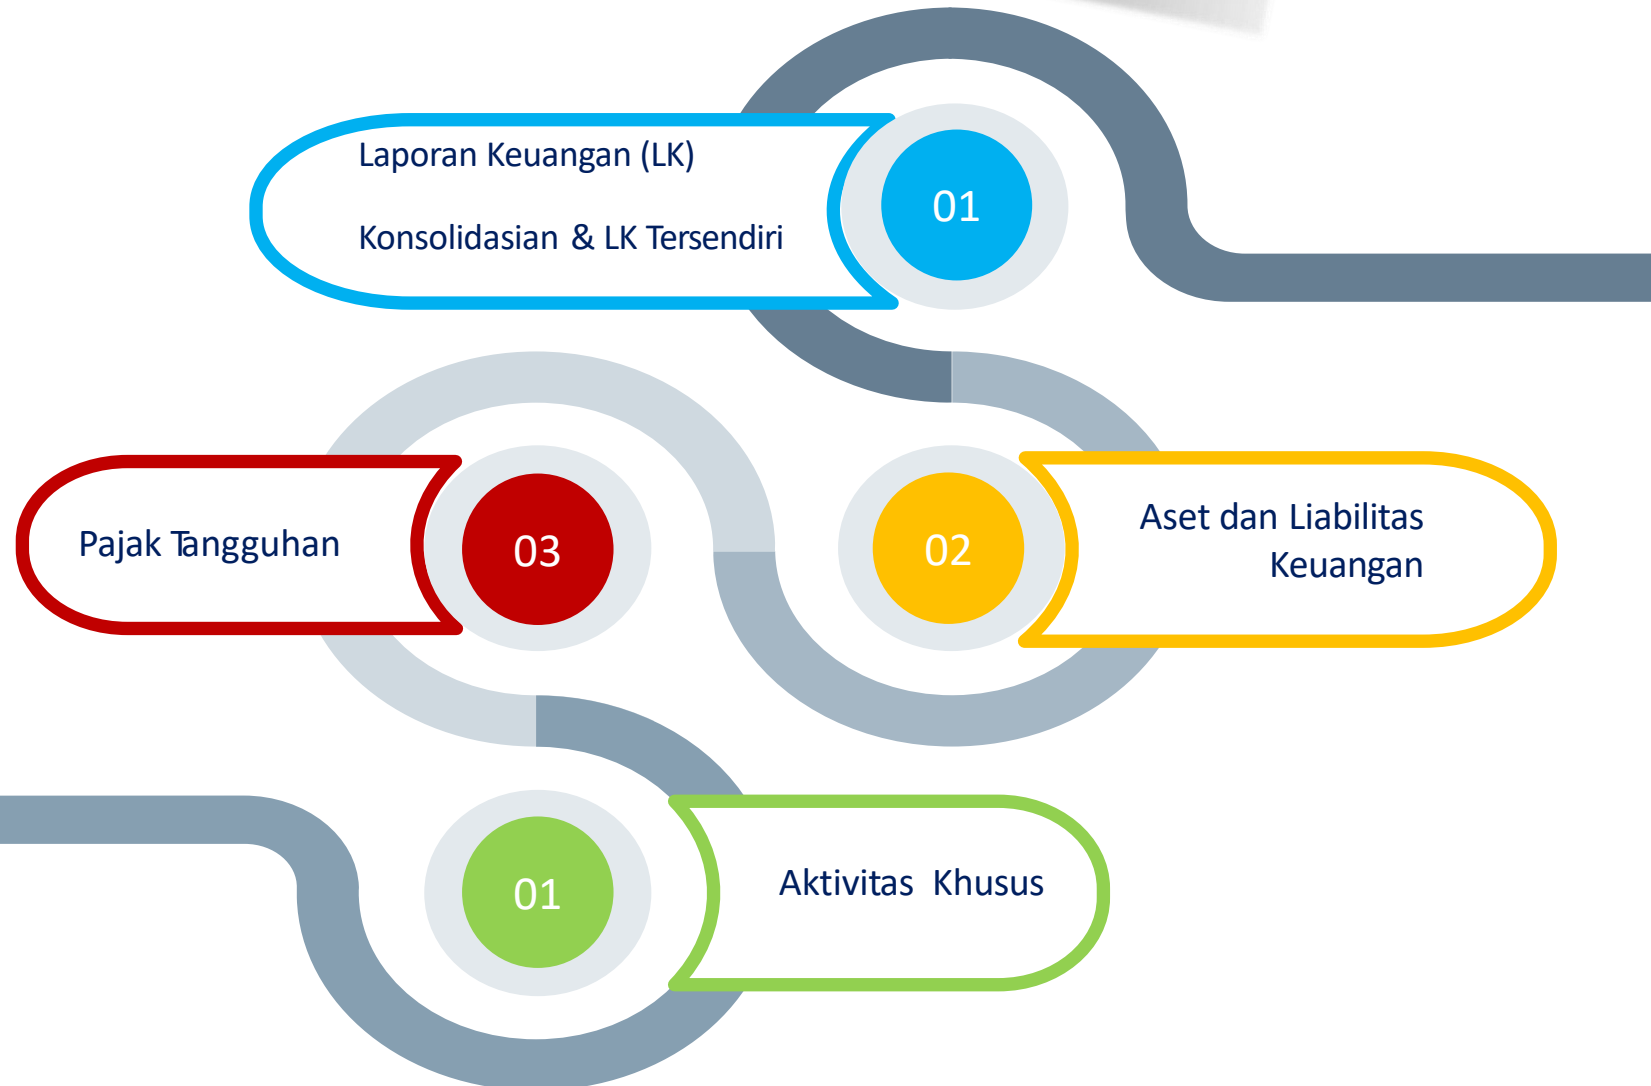 Laporan Keuangan (LK)
Konsolidasian & LK Tersendiri
01
Pajak Tangguhan
03
02
Aset dan Liabilitas
Keuangan
01
Aktivitas Khusus